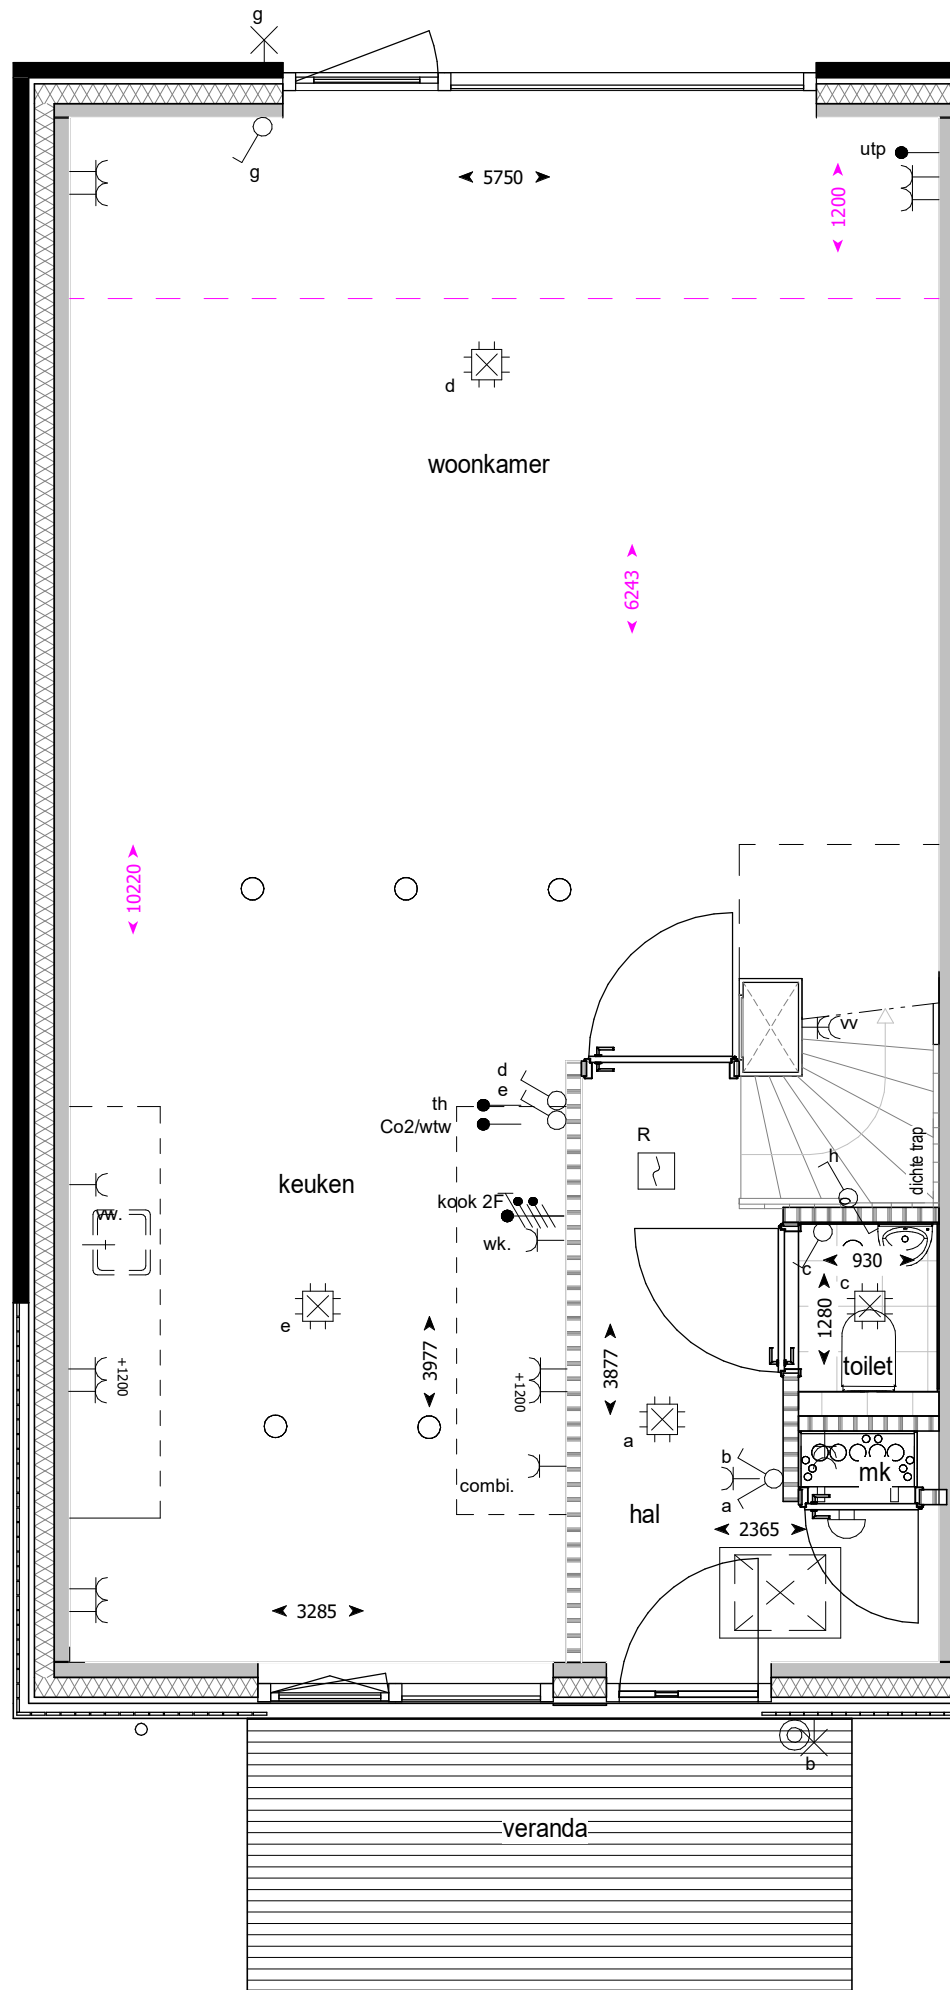 g
g
utp
5750
1200
d
woonkamer
6243
10220
vv
d
e
th
Co2/wtw
R
h
dichte trap
keuken
kook 2F
vw.
wk.
c
930
c
1280
e
3977
3877
toilet
+1200
+1200
a
b
mk
combi.
a
hal
2365
3285
b
veranda